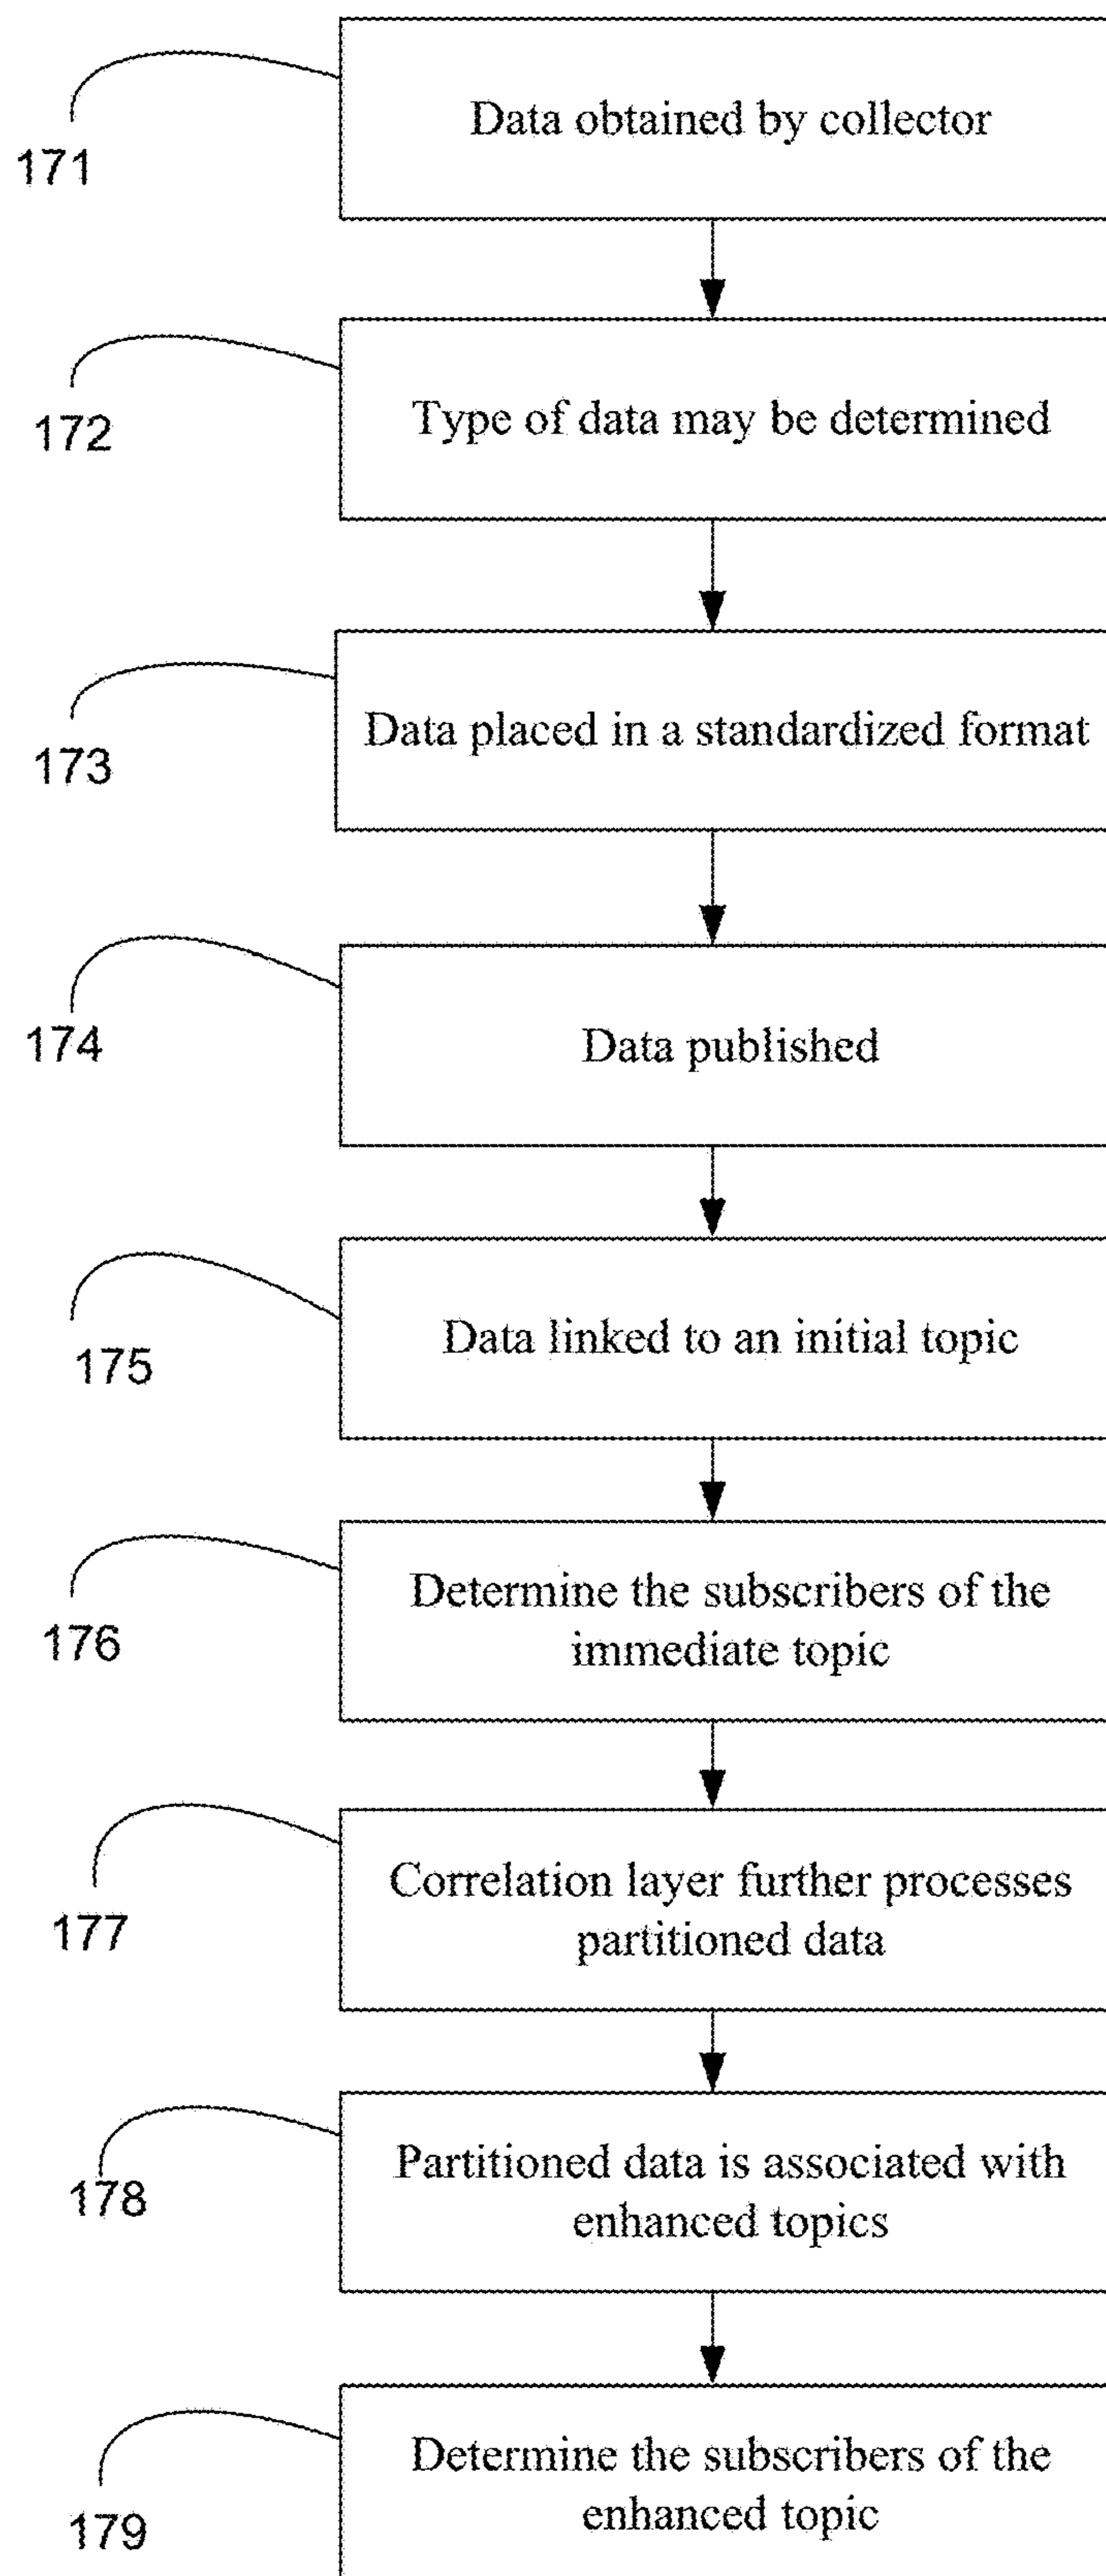 Data obtained by collector
171
Type of data may be determined
172
Data placed in a standardized format
173
Data published
174
Data linked to an initial topic
175
Determine the subscribers of the
immediate topic
176
Correlation layer further processes
partitioned data
177
Partitioned data is associated with
enhanced topics
178
Determine the subscribers of the
enhanced topic
179